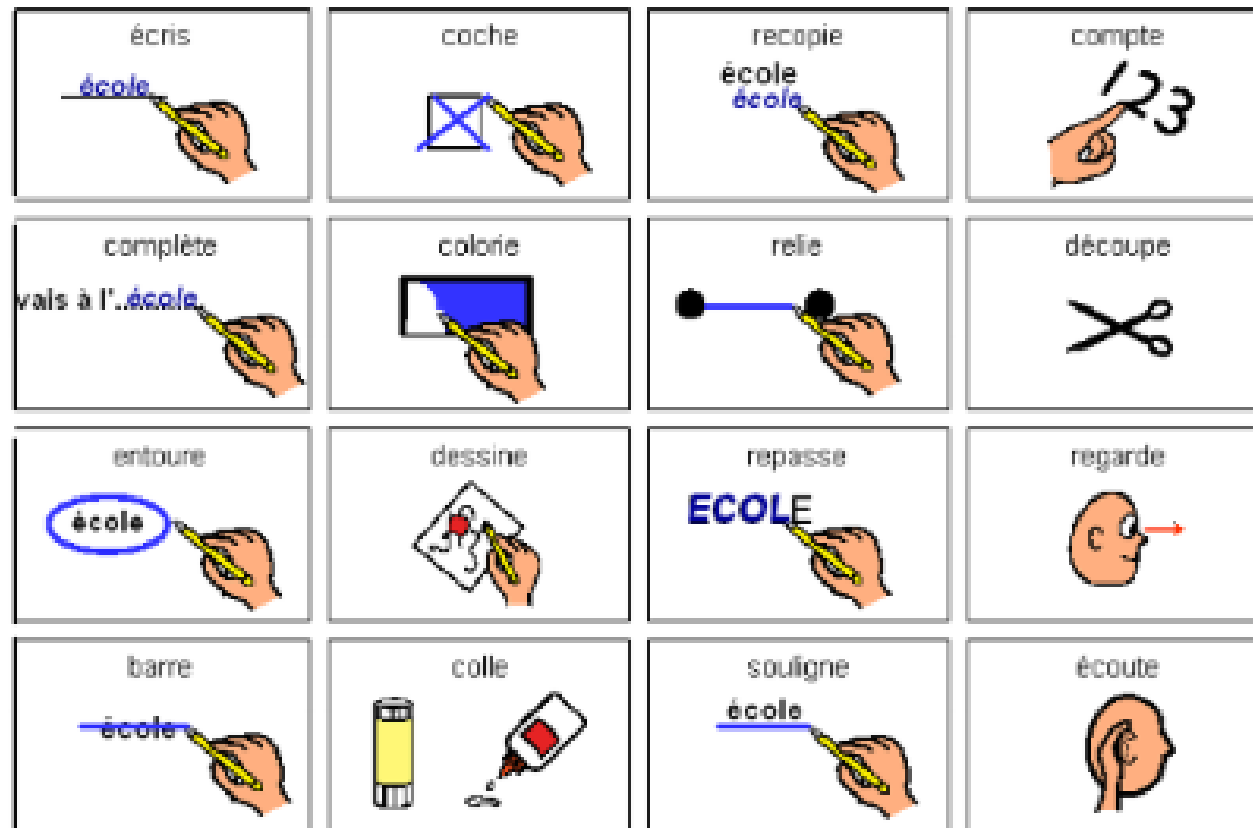 écris
école
coche
recopie
école
école
compte
123
complète
vais à l'..école
colorie
relie
découpe
entoure
école
dessine
repasse
ECOLE
regarde
barre
école
colle
souligne
école
écoute